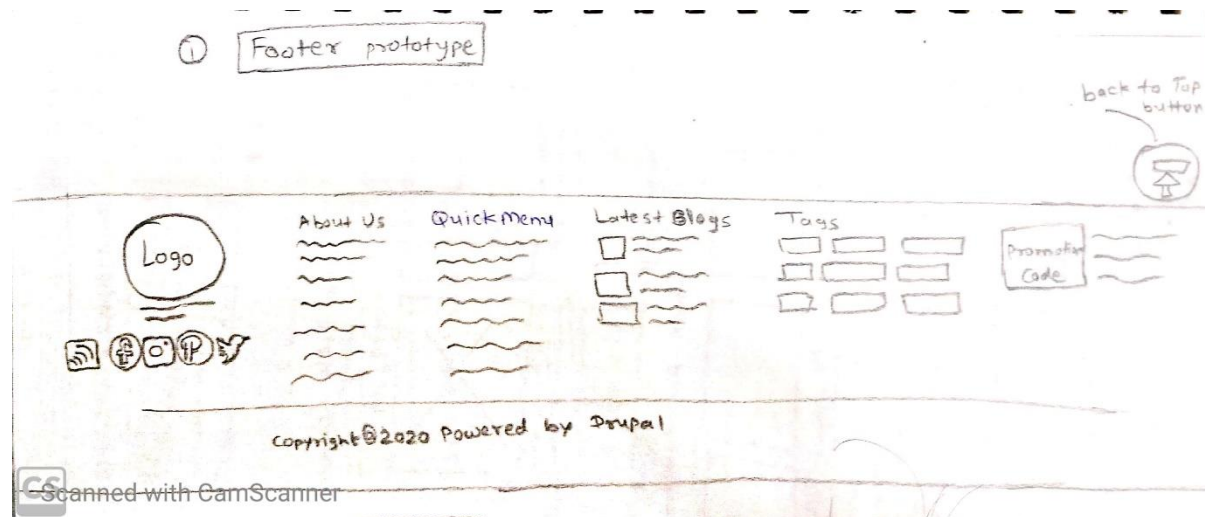 ① Footer prototype
back to Top
button
Logo
About Us
Quick Menu
Latest Blogs
Tags
Promotion
Code
Copyright©2020 Powered by Drupal
CS Scanned with CamScanner